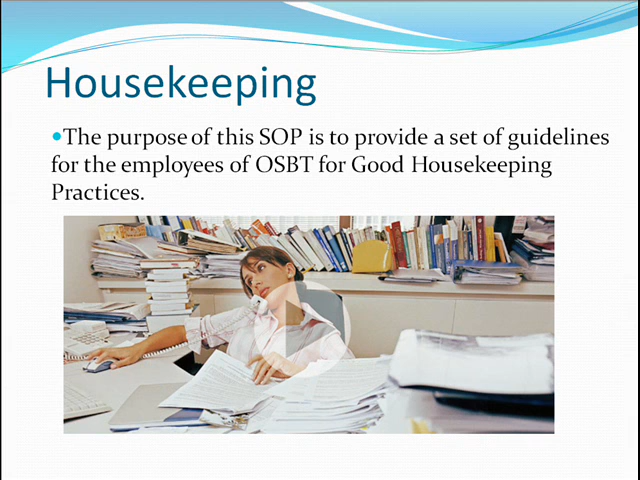 Housekeeping
The purpose of this SOP is to provide a set of guidelines
for the employees of OSBT for Good Housekeeping
Practices.